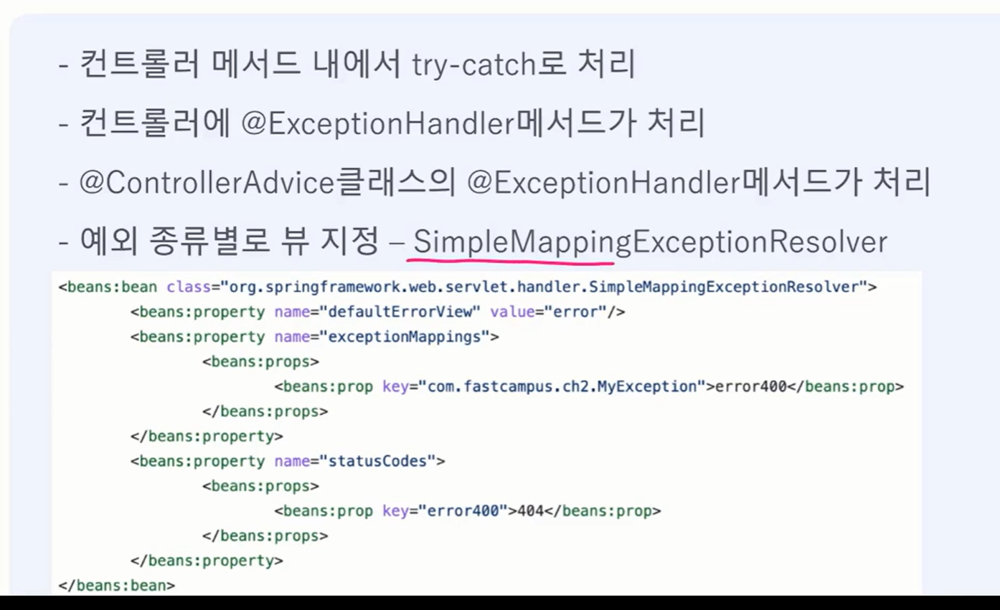 - 컨트롤러 메서드 내에서 try-catch로 처리
- 컨트롤러에 @ExceptionHandler메서드가 처리
- @ControllerAdvice클래스의 @ExceptionHandler메서드가 처리
- 예외 종류별로 뷰 지정 – SimpleMappingExceptionResolver
<beans:bean class="org.springframework.web.servlet.handler.SimpleMappingExceptionResolver">
<beans:property name="defaultErrorView" value="error"/>
<beans:property name="exceptionMappings">
<beans:props>
<beans:prop key="com.fastcampus.ch2.MyException">error400</beans:prop>
</beans:props>
</beans:property>
<beans:property name="statusCodes">
<beans:props>
<beans:prop key="error400">404</beans:prop>
</beans:props>
</beans:property>
</beans:bean>